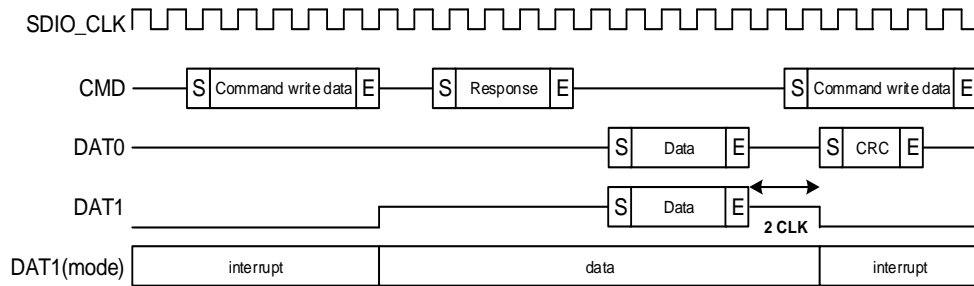 SDIO_CLK
CMD S Command write data E S Response E S Command write data E
DAT0 S Data E S CRC E
DAT1 S Data E
2 CLK
DAT1(mode) interrupt data interrupt